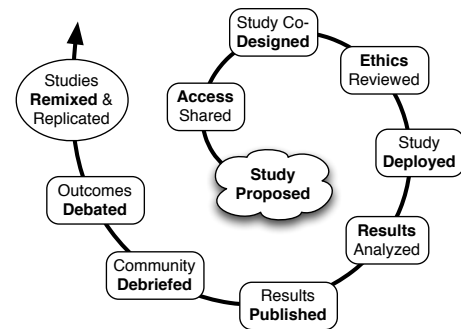 Study
Proposed
Access
Shared
Study Co-
Designed
Ethics
Reviewed
Study
Deployed
Results
Analyzed
Results
Published
Community
Debriefed
Outcomes
Debated
Studies
Remixed &
Replicated